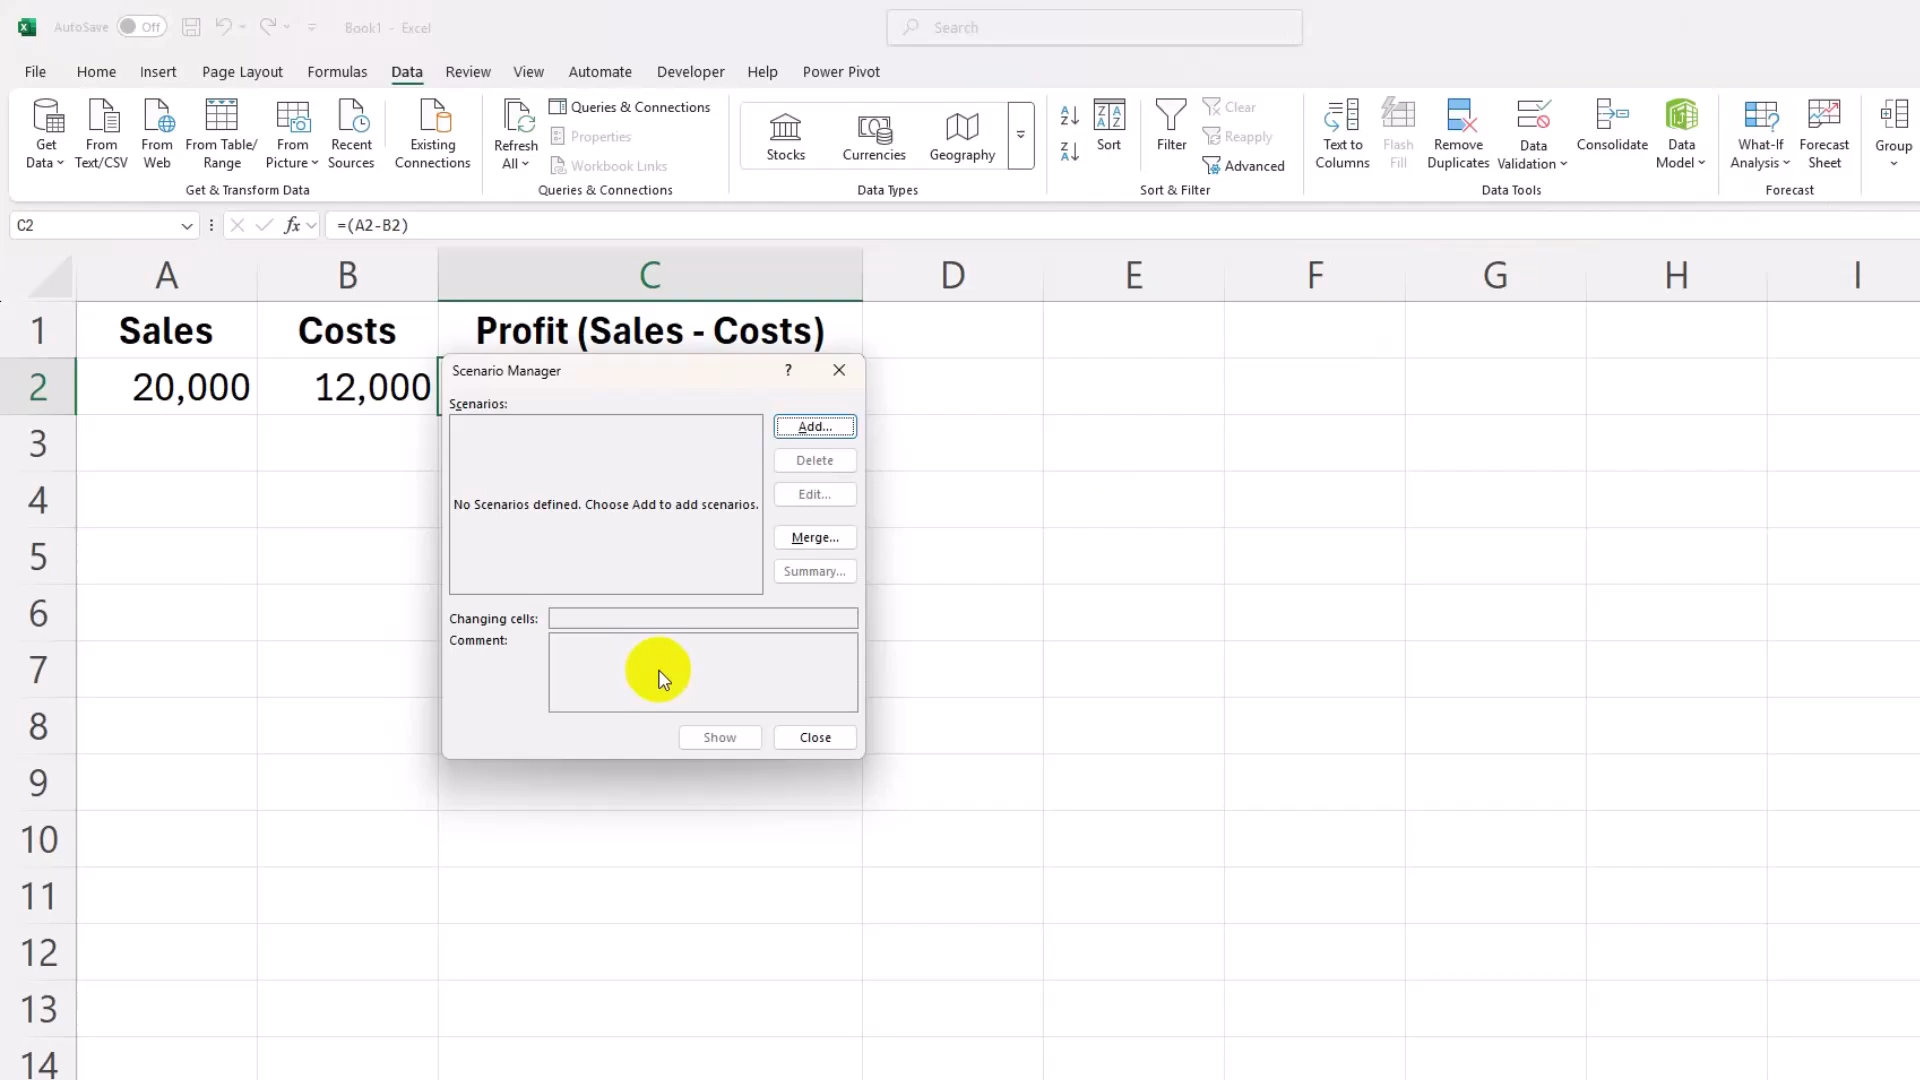 AutoSave Off Book1 - Excel Search
File Home Insert Page Layout Formulas Data Review View Automate Developer Help Power Pivot
Get Data
From Text/CSV
From Web
From Table/ Range
From Picture
Recent Sources
Existing Connections
Get & Transform Data
Refresh All
Queries & Connections
Properties
Workbook Links
Queries & Connections
Stocks
Currencies
Geography
Data Types
Sort
Filter
Clear
Reapply
Advanced
Sort & Filter
Text to Columns
Flash Fill
Remove Duplicates
Data Validation
Consolidate
Data Model
Data Tools
What-If Analysis
Forecast Sheet
Forecast
Group
C2 fx =(A2-B2)
A B C D E F G H I
1 Sales Costs Profit (Sales - Costs)
2 20,000 12,000
Scenario Manager ?
Scenarios:
No Scenarios defined. Choose Add to add scenarios.
Add...
Delete
Edit...
Merge...
Summary...
Changing cells:
Comment:
Show Close
3
4
5
6
7
8
9
10
11
12
13
14